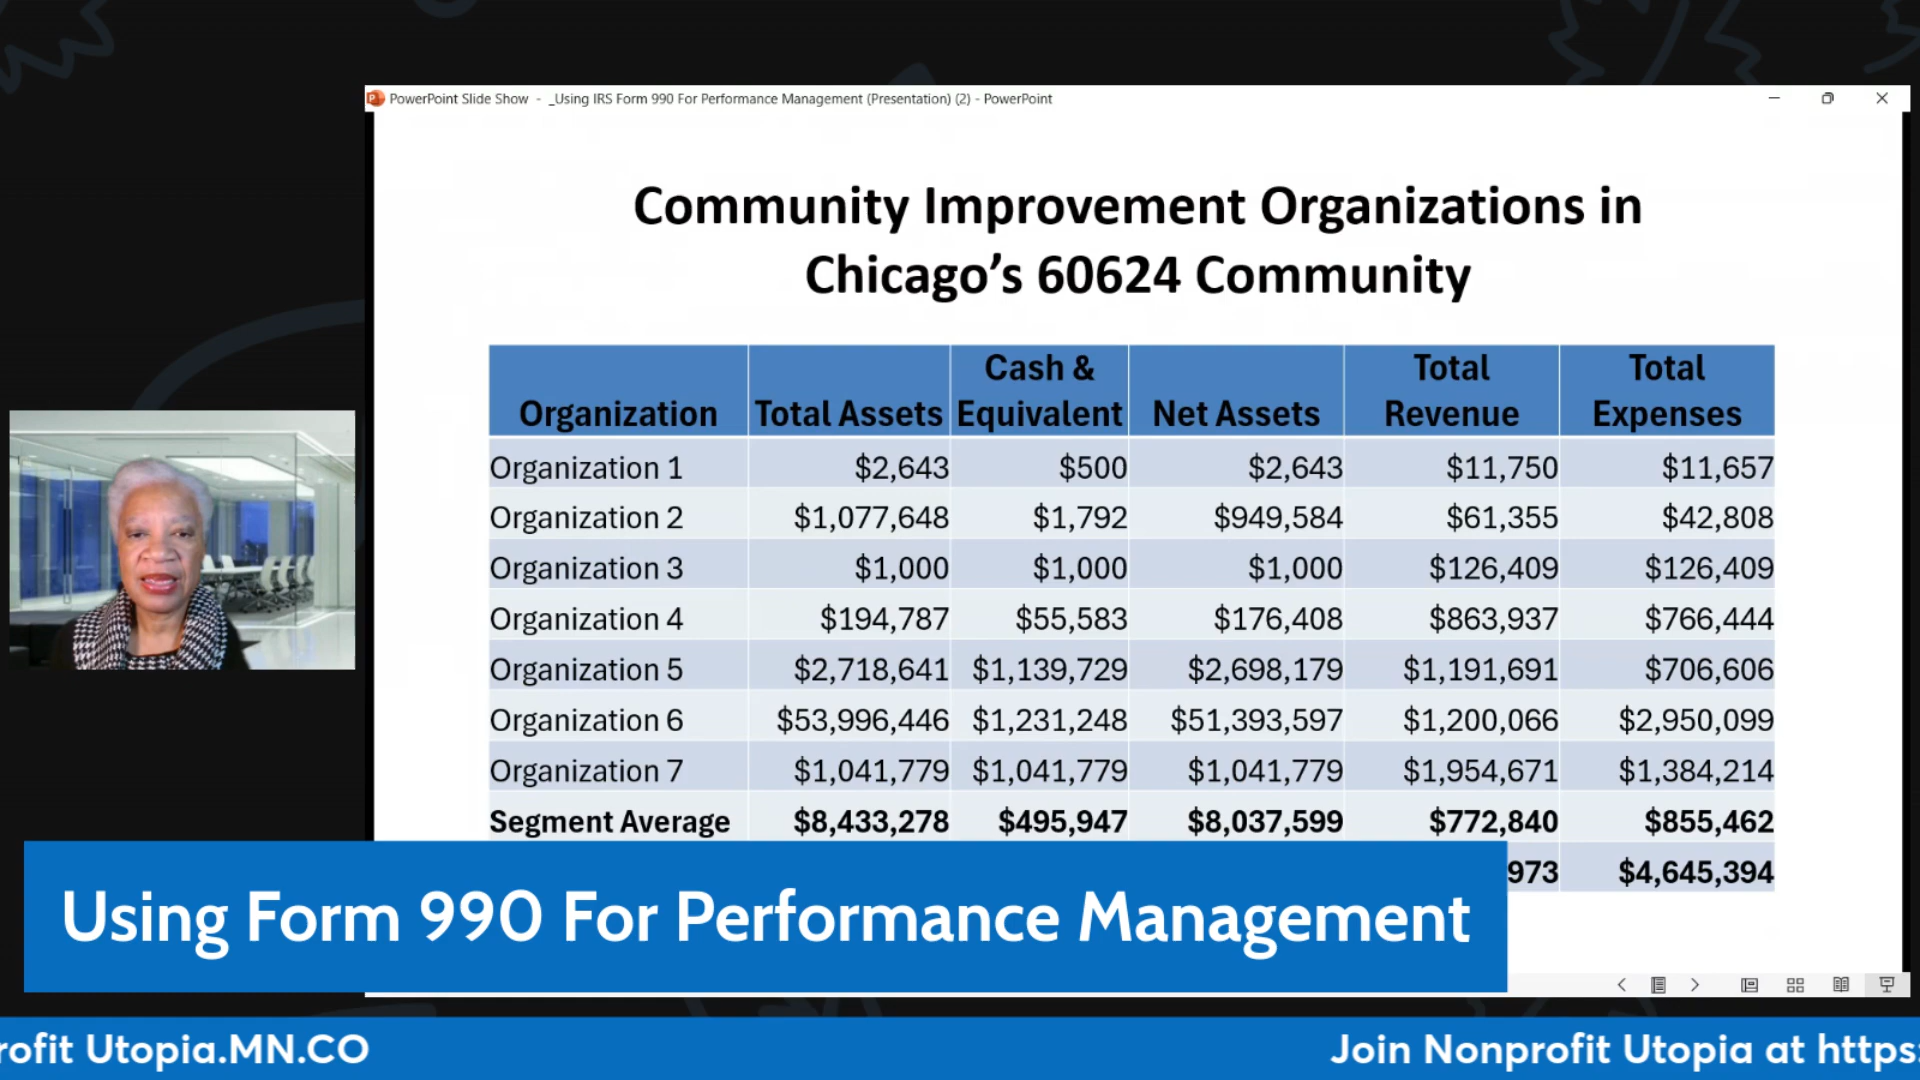 PowerPoint Slide Show - _Using IRS Form 990 For Performance Management (Presentation) (2) - PowerPoint
Community Improvement Organizations in
Chicago’s 60624 Community
Organization Total Assets Cash & Equivalent Net Assets Total Revenue Total Expenses
Organization 1 $2,643 $500 $2,643 $11,750 $11,657
Organization 2 $1,077,648 $1,792 $949,584 $61,355 $42,808
Organization 3 $1,000 $1,000 $1,000 $126,409 $126,409
Organization 4 $194,787 $55,583 $176,408 $863,937 $766,444
Organization 5 $2,718,641 $1,139,729 $2,698,179 $1,191,691 $706,606
Organization 6 $53,996,446 $1,231,248 $51,393,597 $1,200,066 $2,950,099
Organization 7 $1,041,779 $1,041,779 $1,041,779 $1,954,671 $1,384,214
Segment Average $8,433,278 $495,947 $8,037,599 $772,840 $855,462
973 $4,645,394
Using Form 990 For Performance Management
rofit Utopia.MN.CO Join Nonprofit Utopia at https: